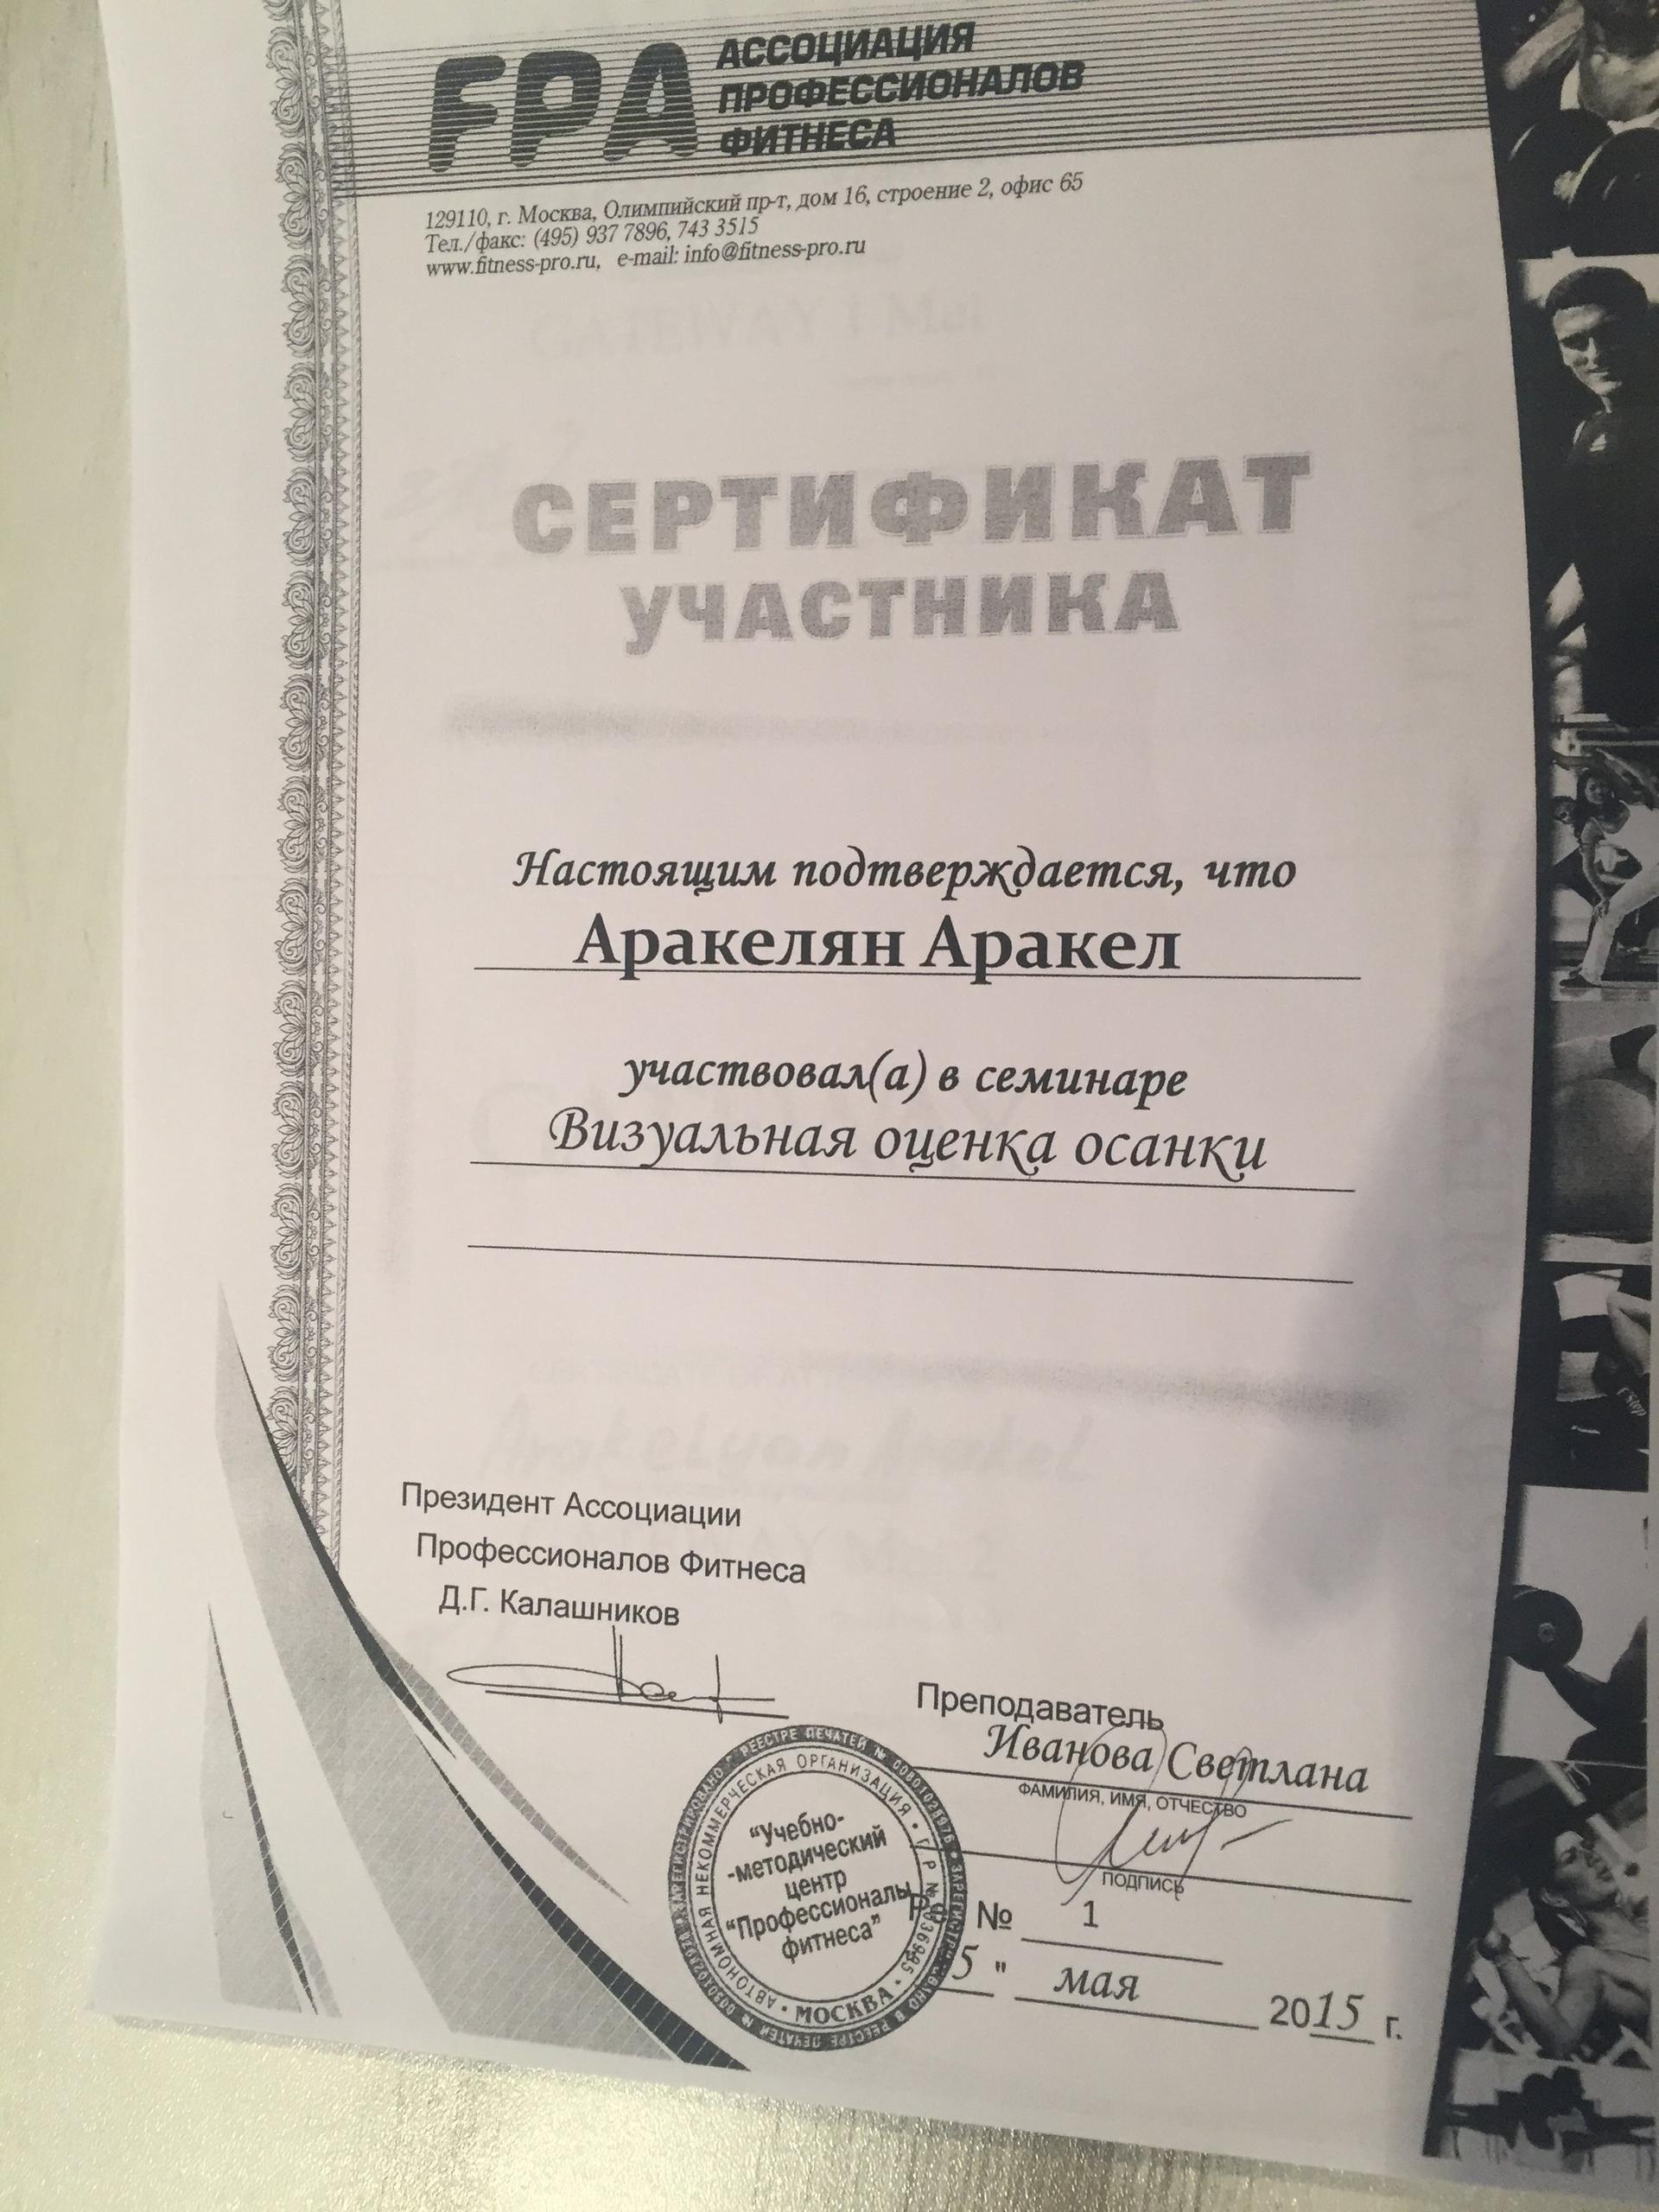 FPA АССОЦИАЦИЯ
ПРОФЕССИОНАЛОВ
ФИТНЕСА
129110, г. Москва, Олимпийский пр-т, дом 16, строение 2, офис 65
Тел./факс: (495) 937 7896, 743 3515
www.fitness-pro.ru, e-mail: info@fitness-pro.ru
СЕРТИФИКАТ
УЧАСТНИКА
Настоящим подтверждается, что
Аракелян Аракел
участвовал(а) в семинаре
Визуальная оценка осанки
Президент Ассоциации
Профессионалов Фитнеса
Д.Г. Калашников
Преподаватель
Иванова Светлана
ФАМИЛИЯ, ИМЯ, ОТЧЕСТВО
ПОДПИСЬ
АВТОНОМНАЯ НЕКОММЕРЧЕСКАЯ ОРГАНИЗАЦИЯ
"Учебно-
-методический
центр
"Профессионалы
фитнеса"
МОСКВА
№ 1
5 " мая 2015 г.